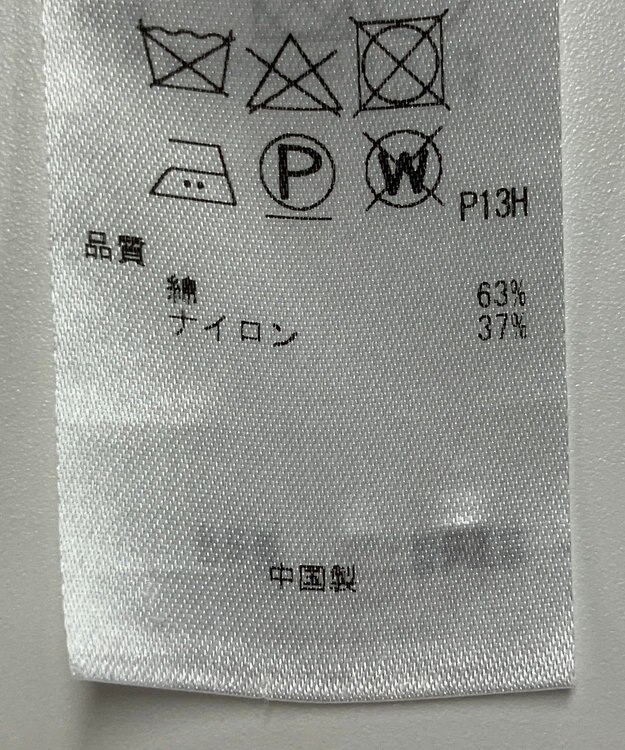 P
W
P13H
品質
綿 63%
ナイロン 37%
中国製